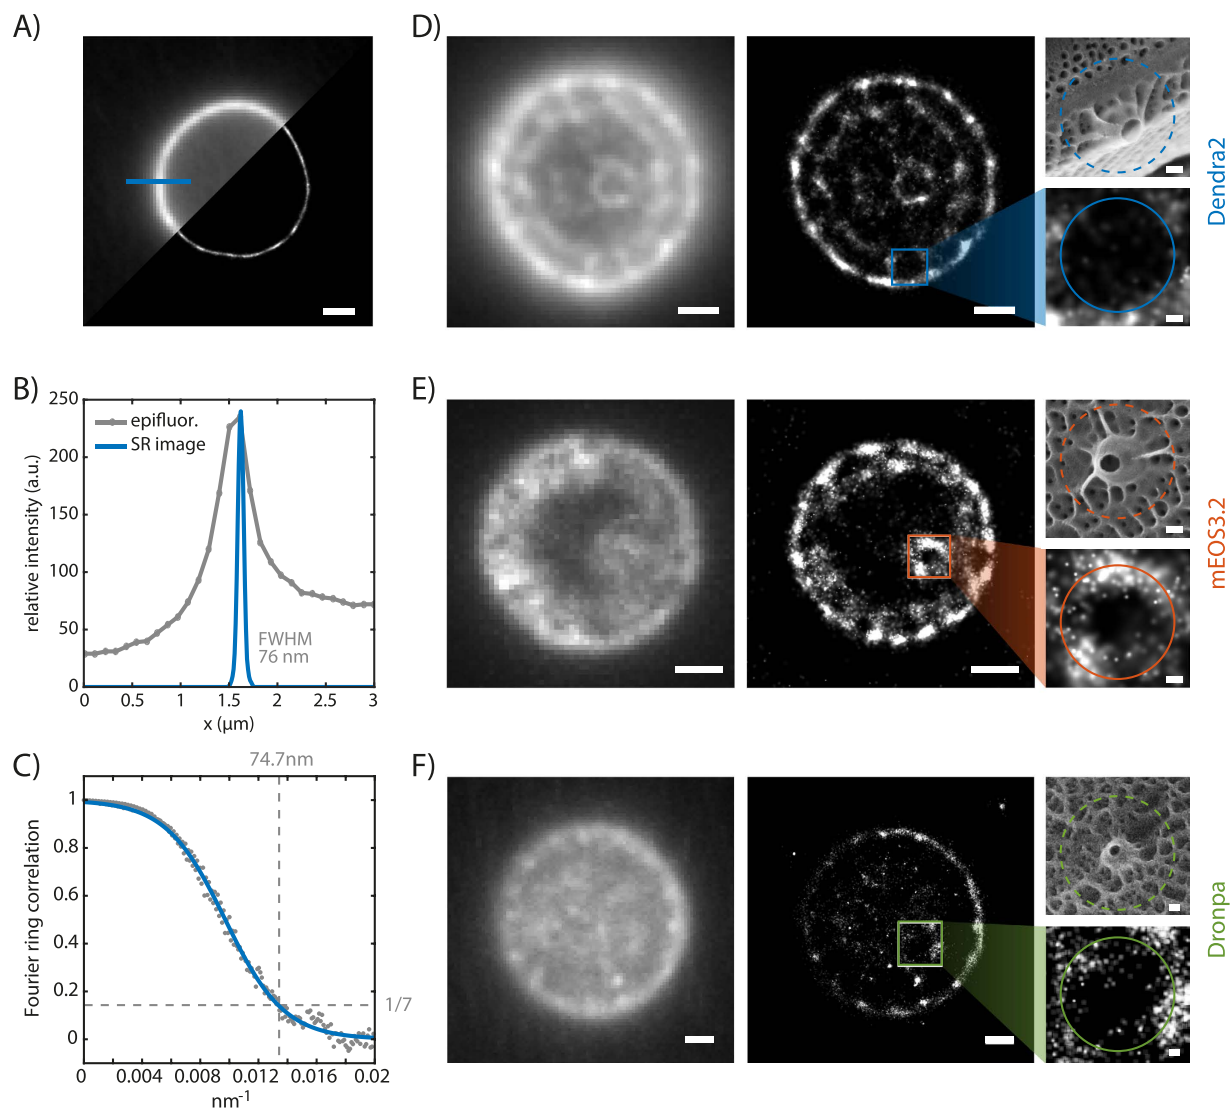 A)
B)
250
200
150
100
50
0
relative intensity (a.u.)
epifluor.
SR image
FWHM
76 nm
0 0.5 1 1.5 2 2.5 3
x (µm)
C)
74.7nm
1
0.8
0.6
0.4
0.2
0
Fourier ring correlation
1/7
0 0.004 0.008 0.012 0.016 0.02
nm-1
D)
Dendra2
E)
mEOS3.2
F)
Dronpa